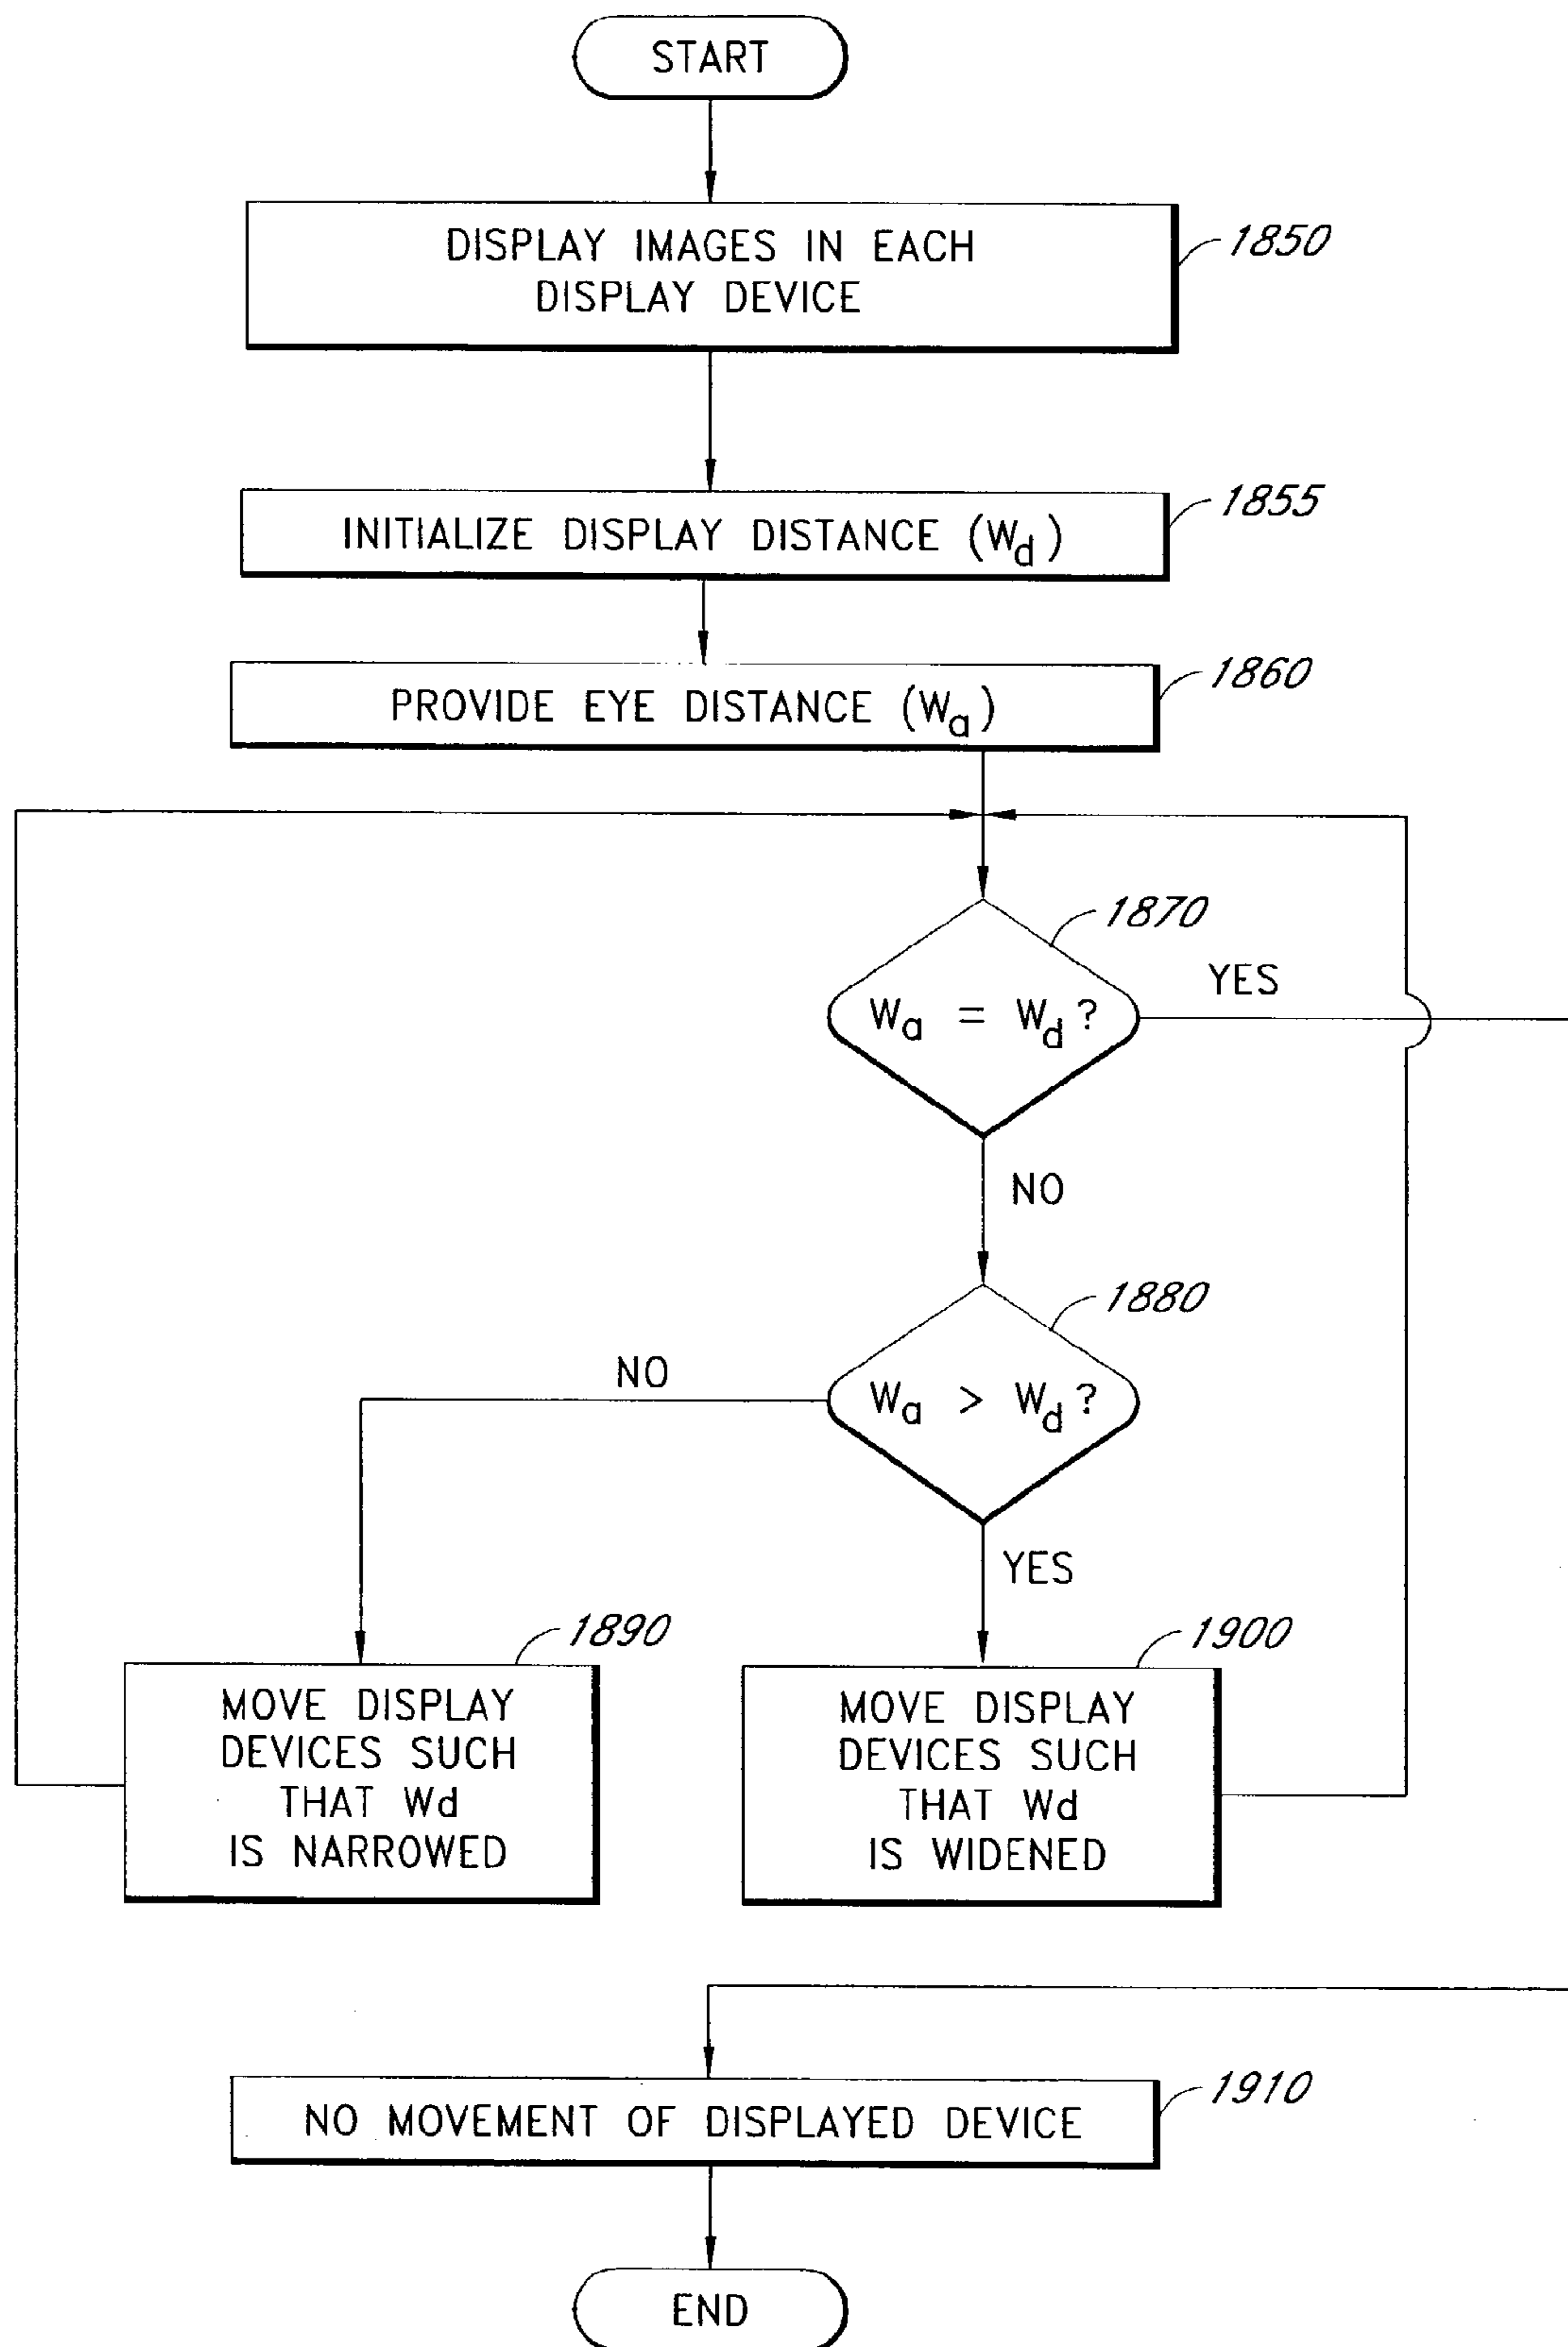 START
DISPLAY IMAGES IN EACH
DISPLAY DEVICE
1850
INITIALIZE DISPLAY DISTANCE (Wd)
1855
PROVIDE EYE DISTANCE (Wa)
1860
1870
Wa = Wd?
YES
NO
1880
Wa > Wd?
NO
YES
1890
MOVE DISPLAY
DEVICES SUCH
THAT Wd
IS NARROWED
1900
MOVE DISPLAY
DEVICES SUCH
THAT Wd
IS WIDENED
1910
NO MOVEMENT OF DISPLAYED DEVICE
END